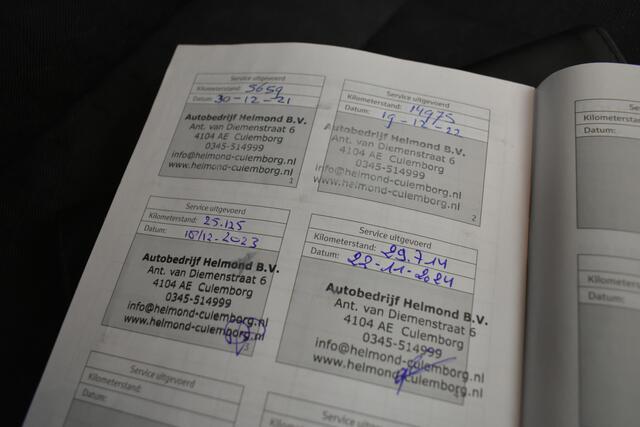 Service uitgevoerd
Kilometerstand: 5659
Datum: 30-12-21
Autobedrijf Helmond B.V.
Ant. van Diemenstraat 6
4104 AE Culemborg
0345-514999
info@helmond-culemborg.nl
www.helmond-culemborg.nl
1
Service uitgevoerd
Kilometerstand: 14975
Datum: 19-12-22
Autobedrijf Helmond B.V.
Ant. van Diemenstraat 6
4104 AE Culemborg
0345-514999
info@helmond-culemborg.nl
www.helmond-culemborg.nl
2
Service uitgevoerd
Kilometerstand: 25.125
Datum: 15/12-2023
Autobedrijf Helmond B.V.
Ant. van Diemenstraat 6
4104 AE Culemborg
0345-514999
info@helmond-culemborg.nl
www.helmond-culemborg.nl
3
Service uitgevoerd
Kilometerstand: 29.714
Datum: 22-11-2024
Autobedrijf Helmond B.V.
Ant. van Diemenstraat 6
4104 AE Culemborg
0345-514999
info@helmond-culemborg.nl
www.helmond-culemborg.nl
Service uitgevoerd
Kilometerstand:
Datum:
Service uitgevoerd
Kilometerstand:
Datum:
Kilometerstand:
Datum: